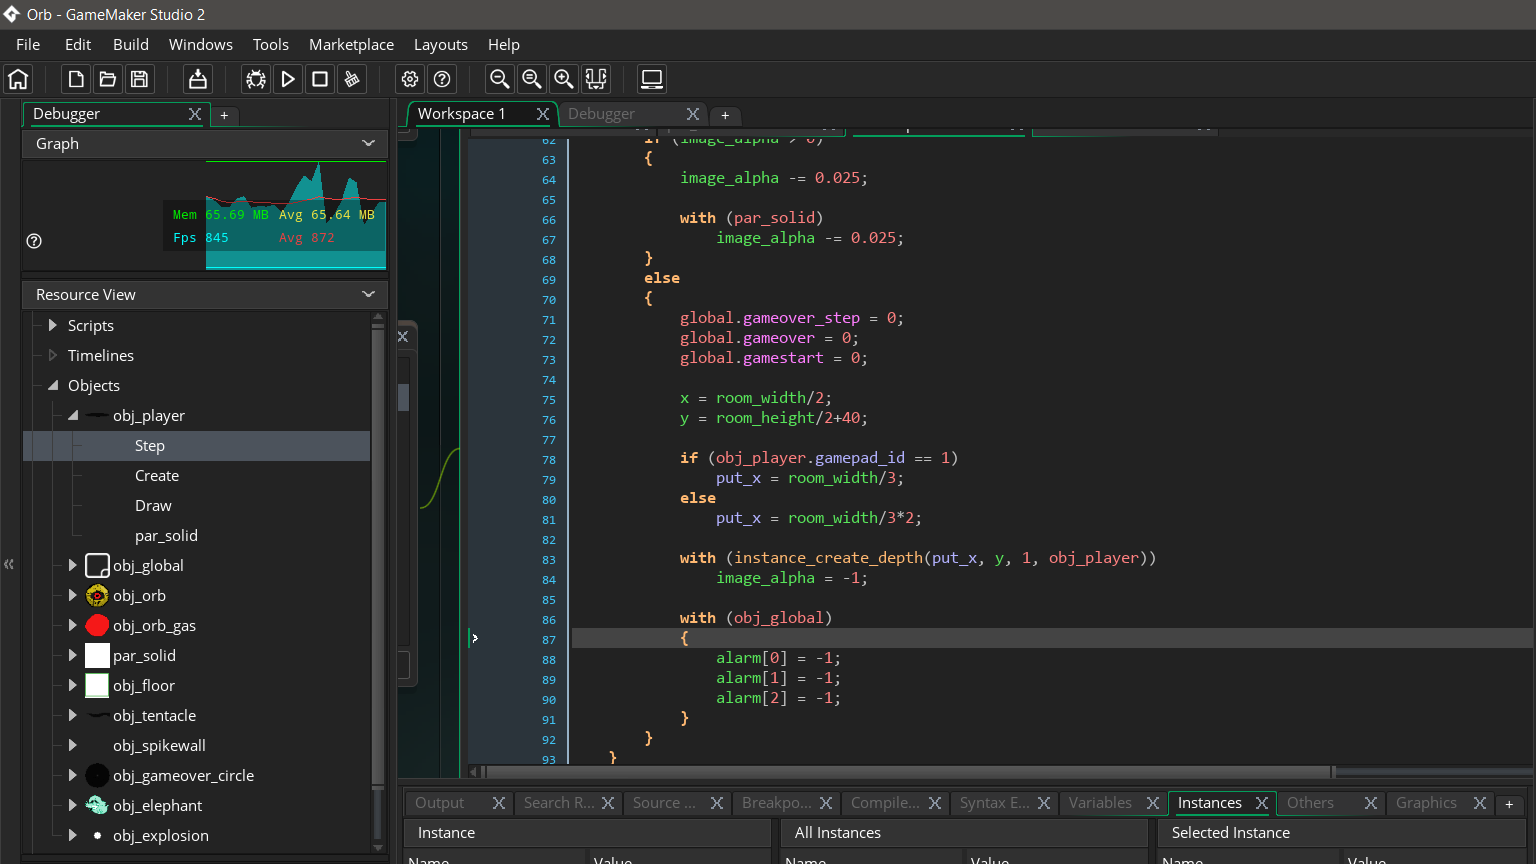 Orb - GameMaker Studio 2
File Edit Build Windows Tools Marketplace Layouts Help
Debugger
Graph
Mem 65.69 MB Avg 65.64 MB
Fps 845 Avg 872
Resource View
Scripts
Timelines
Objects
obj_player
Step
Create
Draw
par_solid
obj_global
obj_orb
obj_orb_gas
par_solid
obj_floor
obj_tentacle
obj_spikewall
obj_gameover_circle
obj_elephant
obj_explosion
Workspace 1 Debugger
62 if (image_alpha > 0)
63 {
64 image_alpha -= 0.025;
65
66 with (par_solid)
67 image_alpha -= 0.025;
68 }
69 else
70 {
71 global.gameover_step = 0;
72 global.gameover = 0;
73 global.gamestart = 0;
74
75 x = room_width/2;
76 y = room_height/2+40;
77
78 if (obj_player.gamepad_id == 1)
79 put_x = room_width/3;
80 else
81 put_x = room_width/3*2;
82
83 with (instance_create_depth(put_x, y, 1, obj_player))
84 image_alpha = -1;
85
86 with (obj_global)
87 {
88 alarm[0] = -1;
89 alarm[1] = -1;
90 alarm[2] = -1;
91 }
92 }
93 }
Output Search R... Source ... Breakpo... Compile... Syntax E... Variables Instances Others Graphics
Instance All Instances Selected Instance
Name Value Name Value Name Value